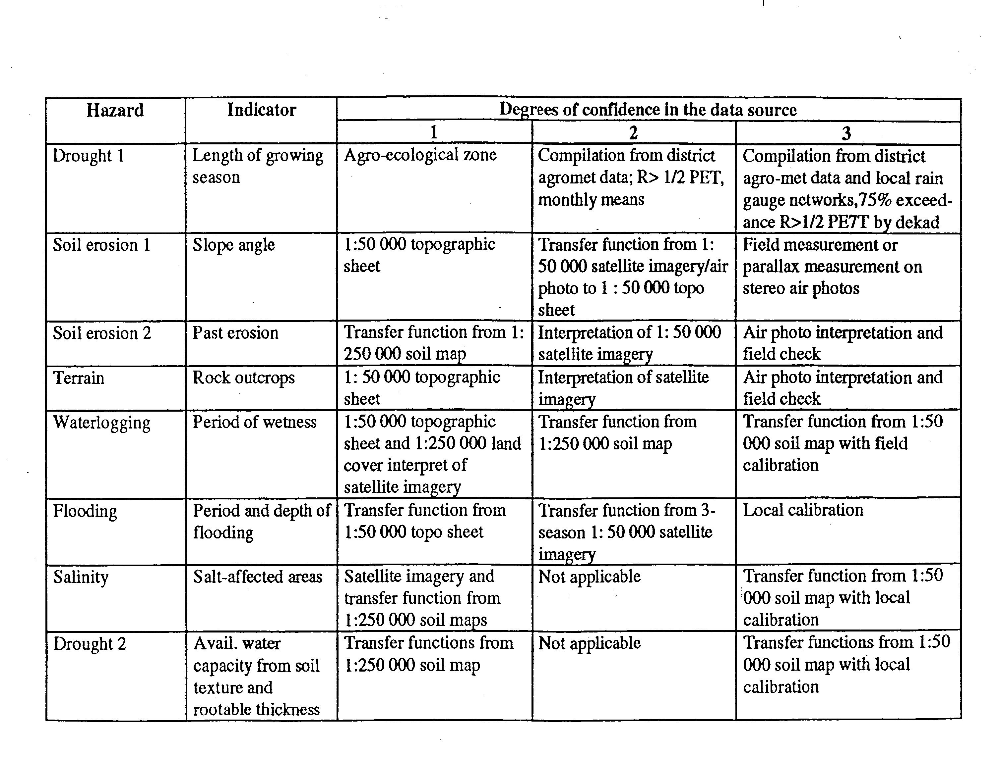 Hazard
Indicator
Degrees of confidence in the data source
1
2
3
Drought 1
Length of growing
season
Agro-ecological zone
Compilation from district
agromet data; R> 1/2 PET,
monthly means
Compilation from district
agro-met data and local rain
gauge networks,75% exceed-
ance R>1/2 PE7T by dekad
Soil erosion 1
Slope angle
1:50 000 topographic
sheet
Transfer function from 1:
50 000 satellite imagery/air
photo to 1 : 50 000 topo
sheet
Field measurement or
parallax measurement on
stereo air photos
Soil erosion 2
Past erosion
Transfer function from 1:
250 000 soil map
Interpretation of 1: 50 000
satellite imagery
Air photo interpretation and
field check
Terrain
Rock outcrops
1: 50 000 topographic
sheet
Interpretation of satellite
imagery
Air photo interpretation and
field check
Waterlogging
Period of wetness
1:50 000 topographic
sheet and 1:250 000 land
cover interpret of
satellite imagery
Transfer function from
1:250 000 soil map
Transfer function from 1:50
000 soil map with field
calibration
Flooding
Period and depth of
flooding
Transfer function from
1:50 000 topo sheet
Transfer function from 3-
season 1: 50 000 satellite
imagery
Local calibration
Salinity
Salt-affected areas
Satellite imagery and
transfer function from
1:250 000 soil maps
Not applicable
Transfer function from 1:50
000 soil map with local
calibration
Drought 2
Avail. water
capacity from soil
texture and
rootable thickness
Transfer functions from
1:250 000 soil map
Not applicable
Transfer functions from 1:50
000 soil map with local
calibration